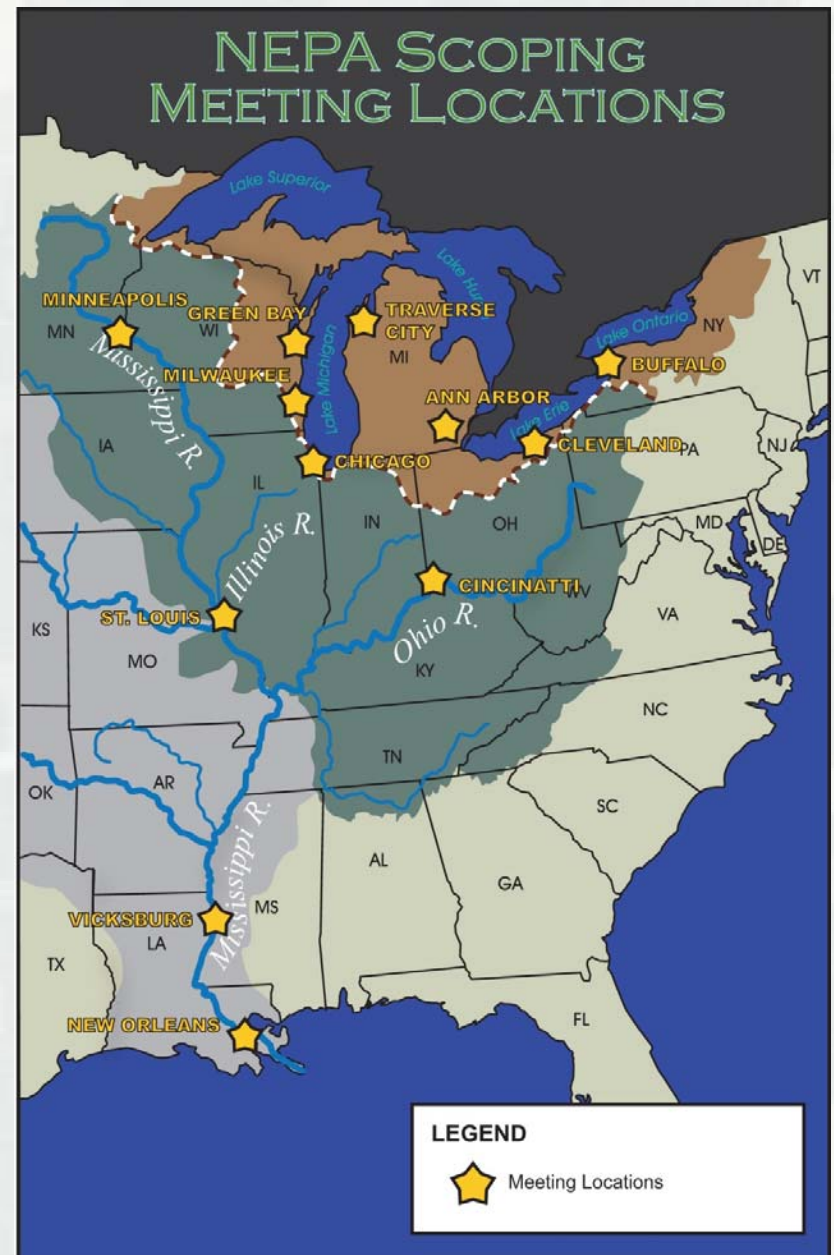 NEPA SCOPING
MEETING LOCATIONS
Lake Superior
Lake Huron
VT
MINNEAPOLIS
GREEN BAY
TRAVERSE
CITY
Lake Ontario
NY
MN
WI
MI
BUFFALO
Mississippi R.
MILWAUKEE
Lake Michigan
ANN ARBOR
Lake Erie
CLEVELAND
PA
NJ
IA
CHICAGO
IL
IN
OH
MD
DE
Illinois R.
CINCINATTI
WV
ST. LOUIS
VA
KS
Ohio R.
MO
KY
NC
TN
OK
AR
SC
Mississippi R.
AL
GA
VICKSBURG
MS
LA
TX
NEW ORLEANS
FL
LEGEND
Meeting Locations